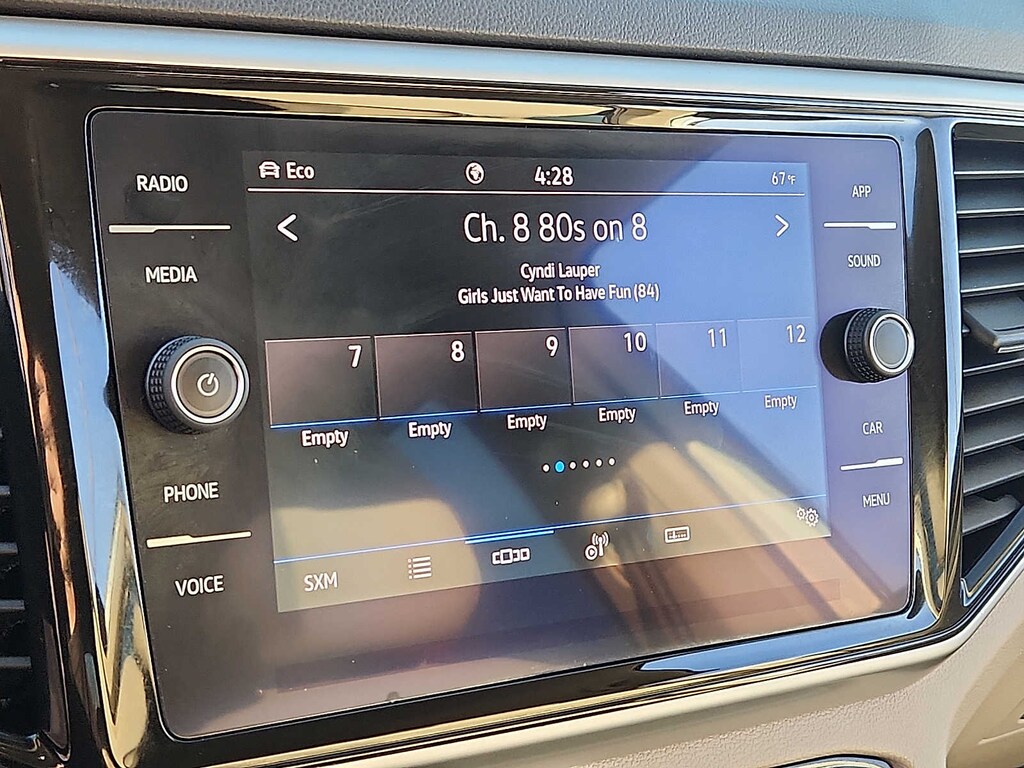 RADIO
MEDIA
PHONE
VOICE
Eco
4:28
67°F
Ch. 8 80s on 8
Cyndi Lauper
Girls Just Want To Have Fun (84)
7 8 9 10 11 12
Empty Empty Empty Empty Empty Empty
SXM
APP
SOUND
CAR
MENU